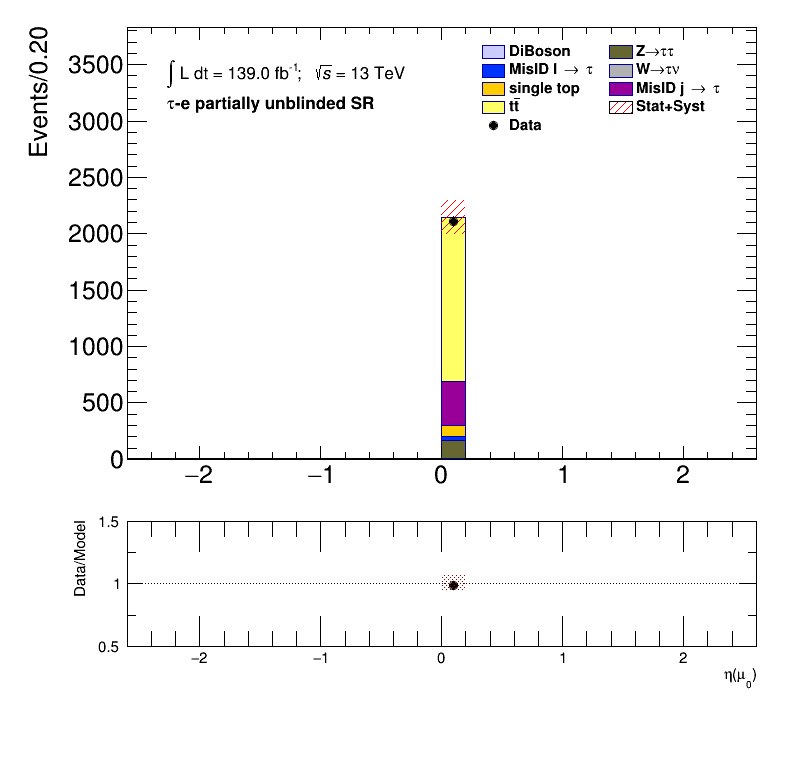 Events/0.20
3500
3000
2500
2000
1500
1000
500
0
∫ L dt = 139.0 fb⁻¹; √s = 13 TeV
τ-e partially unblinded SR
DiBoson Z→ττ
MisID l → τ W→τν
single top MisID j → τ
tt̄ Stat+Syst
Data
−2 −1 0 1 2
Data/Model
1.5
1
0.5
−2 −1 0 1 2
η(μ₀)